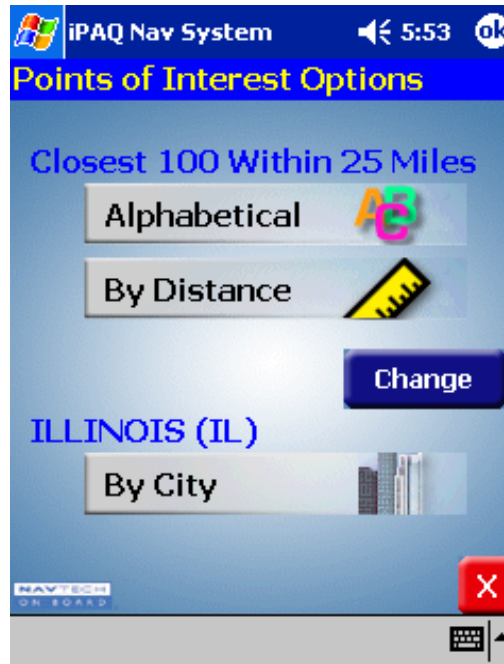 iPAQ Nav System 5:53 ok
Points of Interest Options
Closest 100 Within 25 Miles
Alphabetical ABC
By Distance
Change
ILLINOIS (IL)
By City
X
NAVTECH
ON BOARD